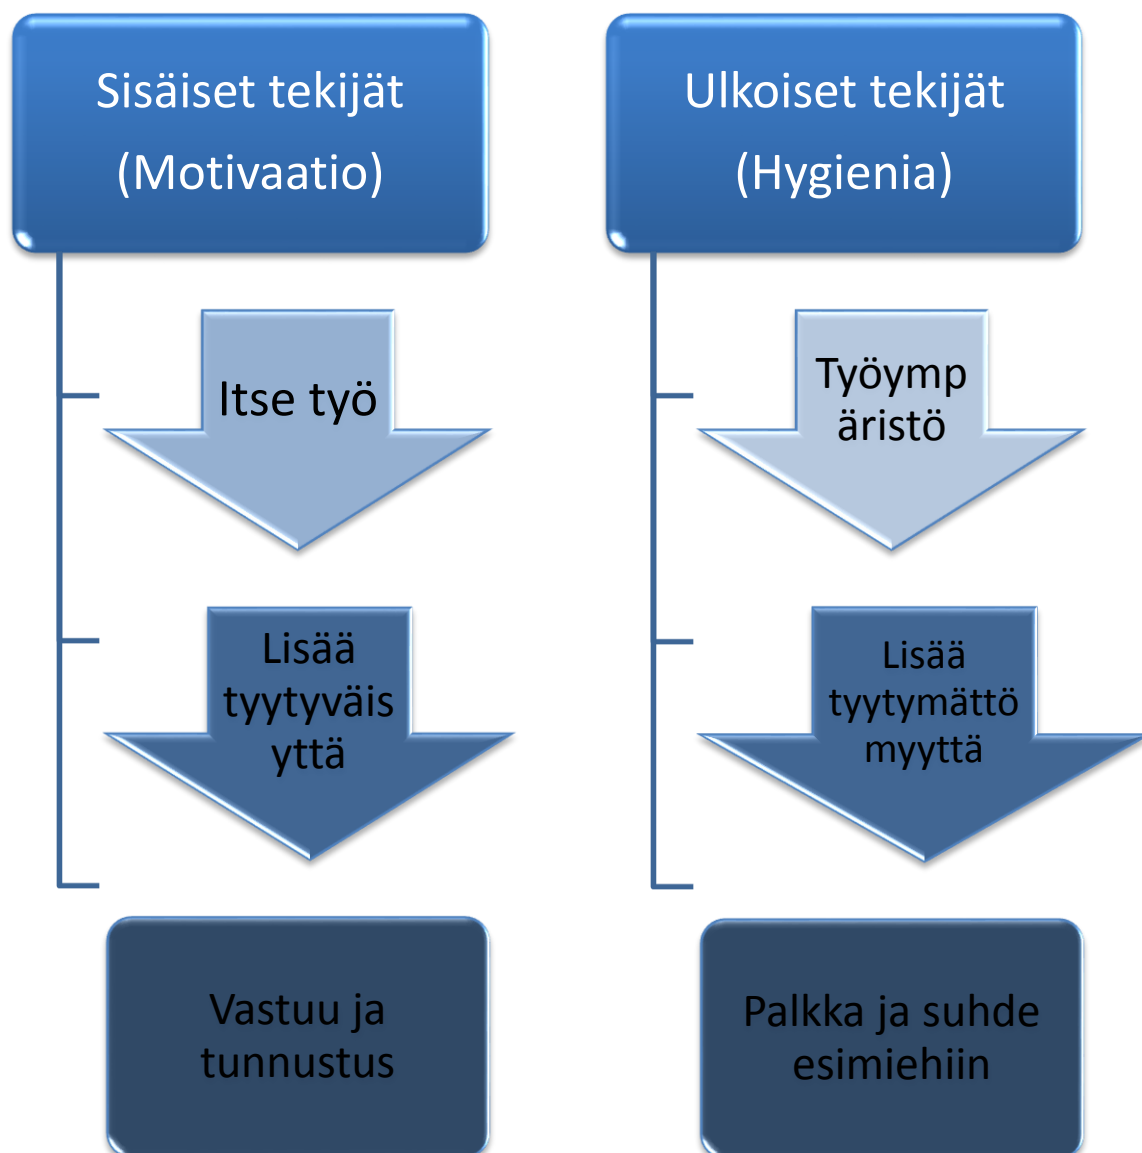 Sisäiset tekijät
(Motivaatio)
Itse työ
Lisää
tyytyväis
yttä
Vastuu ja
tunnustus
Ulkoiset tekijät
(Hygienia)
Työymp
äristö
Lisää
tyytymättö
myyttä
Palkka ja suhde
esimiehiin